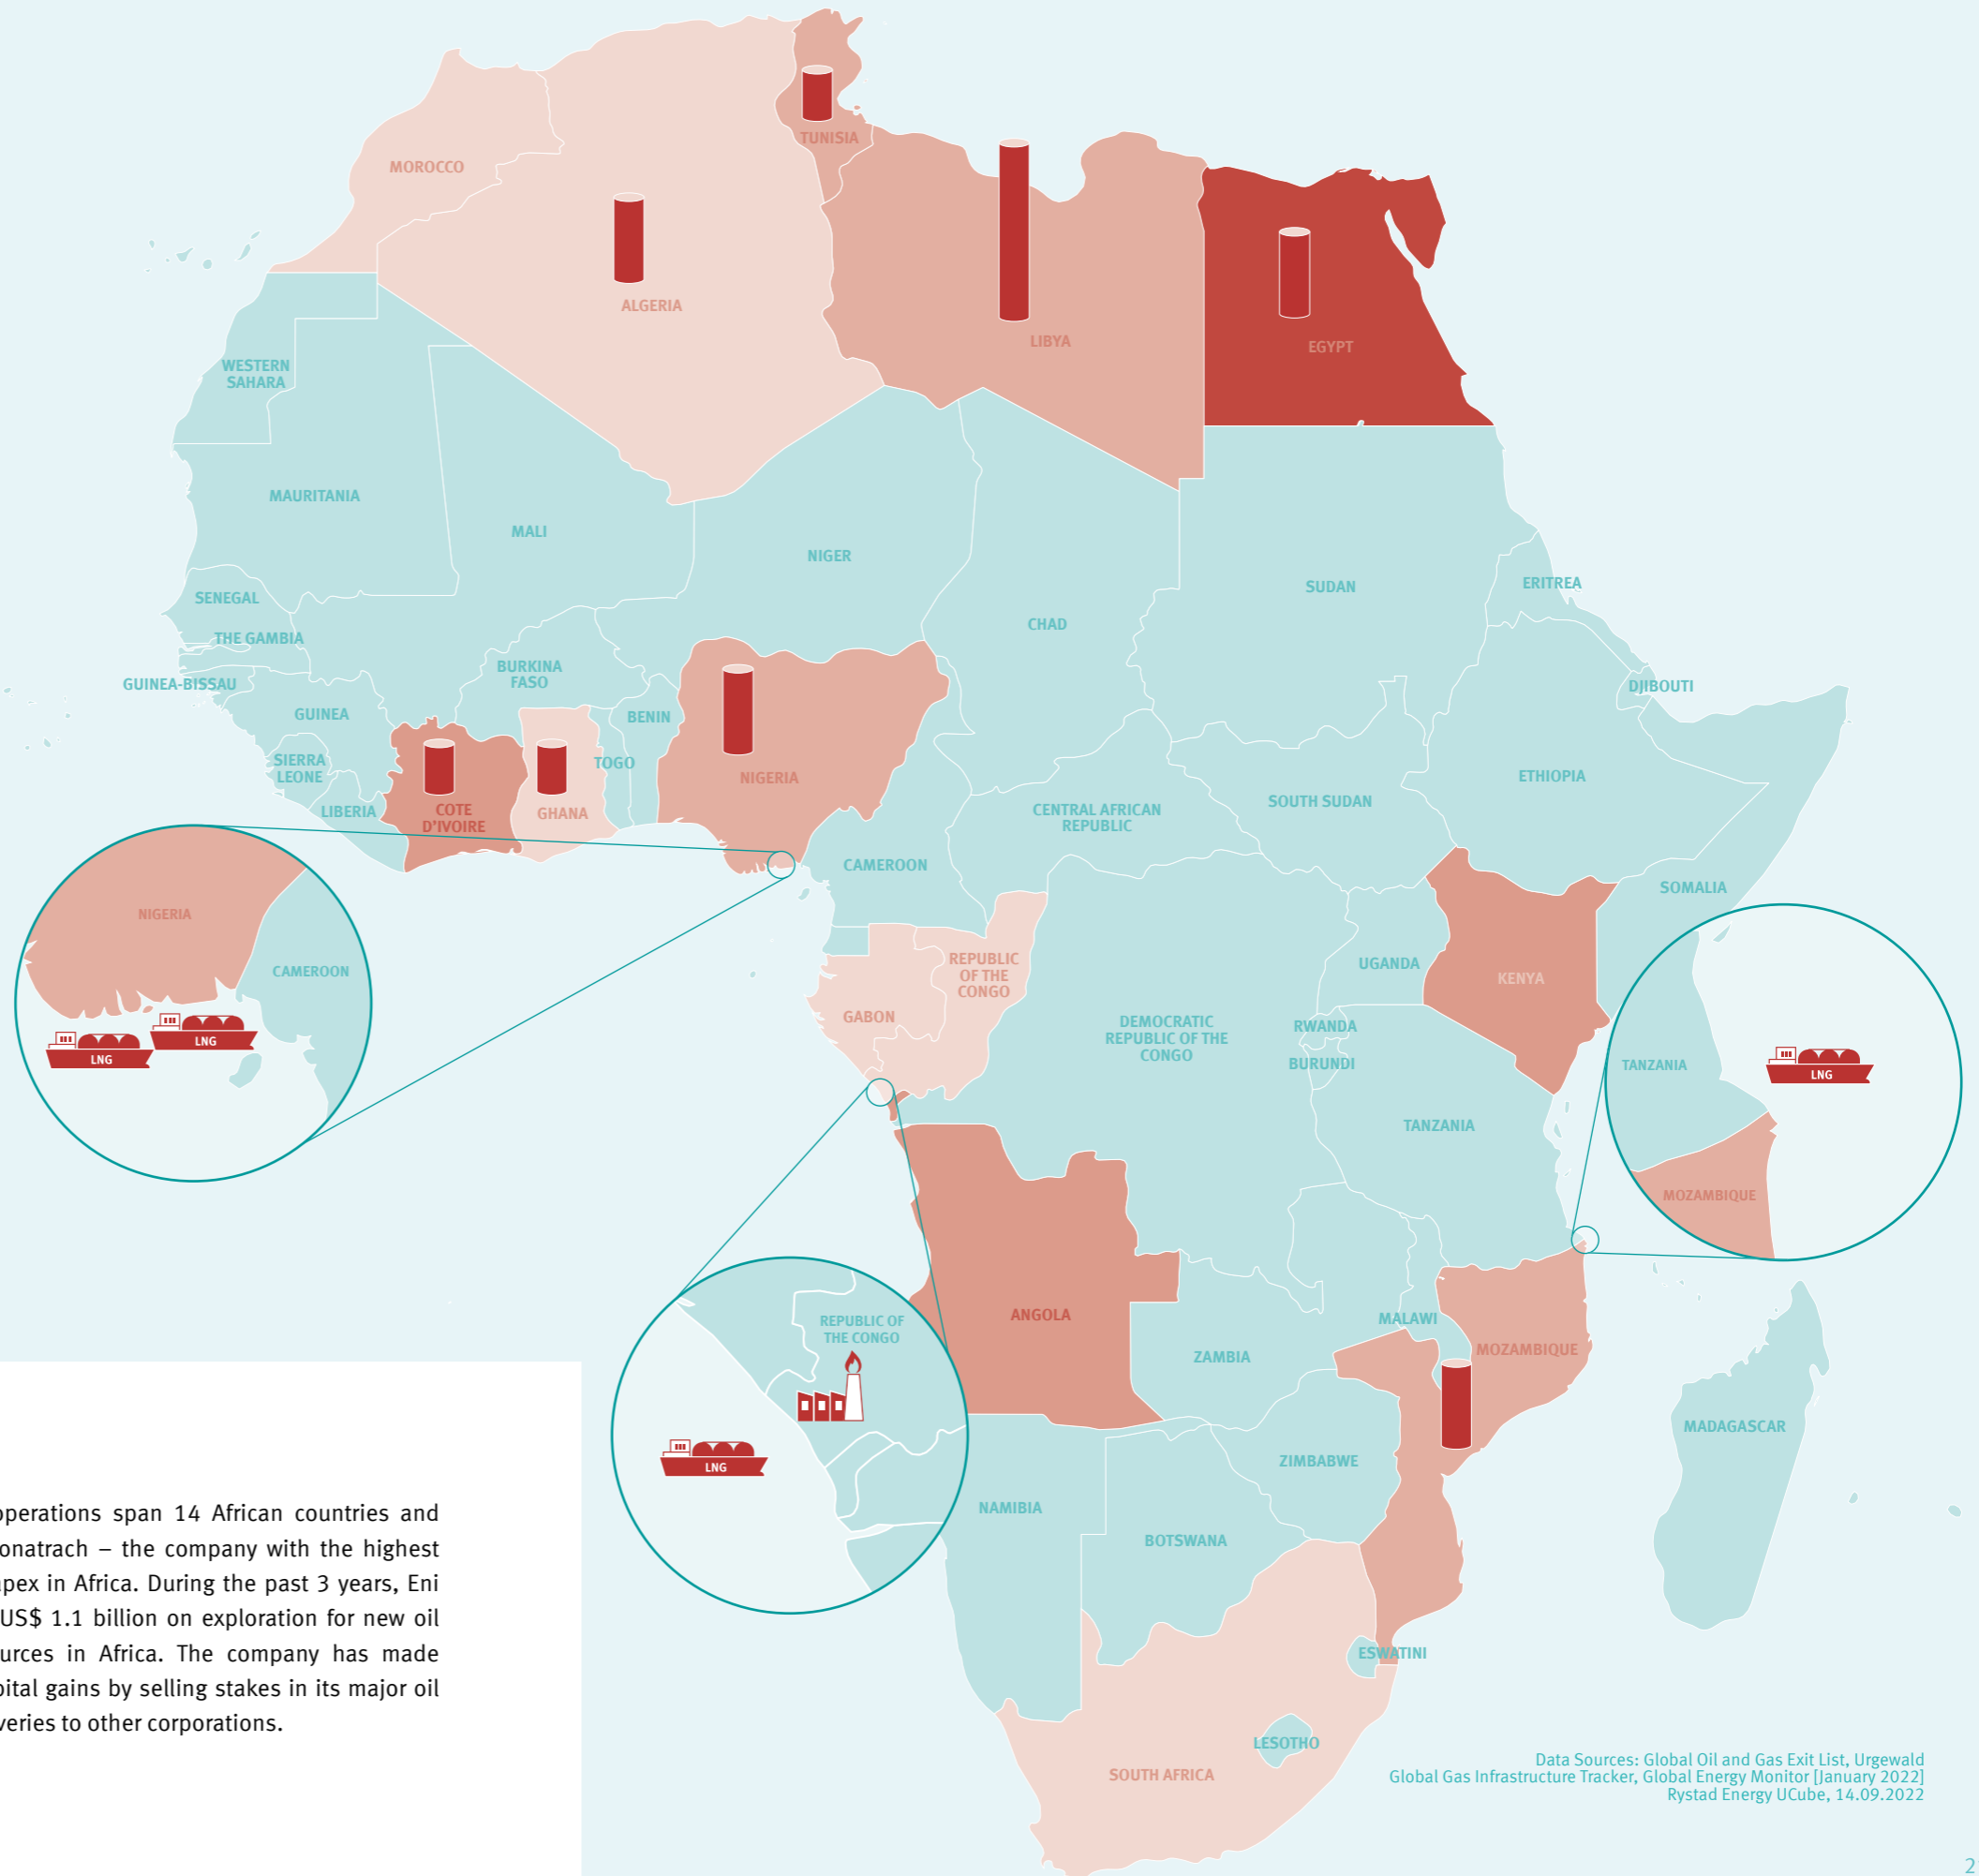 TUNISIA
MOROCCO
ALGERIA
LIBYA
EGYPT
WESTERN
SAHARA
MAURITANIA
MALI
NIGER
CHAD
SUDAN
ERITREA
SENEGAL
THE GAMBIA
GUINEA-BISSAU
GUINEA
BURKINA
FASO
BENIN
DJIBOUTI
SIERRA
LEONE
TOGO
NIGERIA
ETHIOPIA
LIBERIA
COTE
D'IVOIRE
GHANA
CENTRAL AFRICAN
REPUBLIC
SOUTH SUDAN
CAMEROON
SOMALIA
NIGERIA
CAMEROON
LNG
LNG
REPUBLIC
OF THE
CONGO
GABON
UGANDA
KENYA
DEMOCRATIC
REPUBLIC OF THE
CONGO
RWANDA
BURUNDI
TANZANIA
TANZANIA
LNG
MOZAMBIQUE
ANGOLA
REPUBLIC OF
THE CONGO
LNG
ZAMBIA
MALAWI
MOZAMBIQUE
MADAGASCAR
ZIMBABWE
NAMIBIA
BOTSWANA
ESWATINI
LESOTHO
SOUTH AFRICA
operations span 14 African countries and
onatrach – the company with the highest
apex in Africa. During the past 3 years, Eni
US$ 1.1 billion on exploration for new oil
urces in Africa. The company has made
pital gains by selling stakes in its major oil
veries to other corporations.
Data Sources: Global Oil and Gas Exit List, Urgewald
Global Gas Infrastructure Tracker, Global Energy Monitor [January 2022]
Rystad Energy UCube, 14.09.2022
2